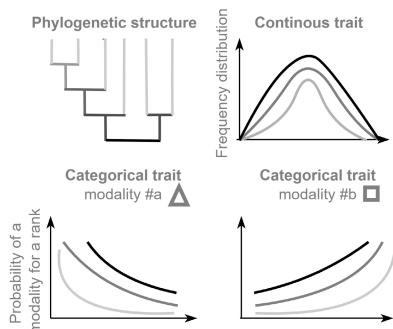 Phylogenetic structure
Continous trait
Frequency distribution
Categorical trait
modality #a
Categorical trait
modality #b
Probability of a
modality for a rank